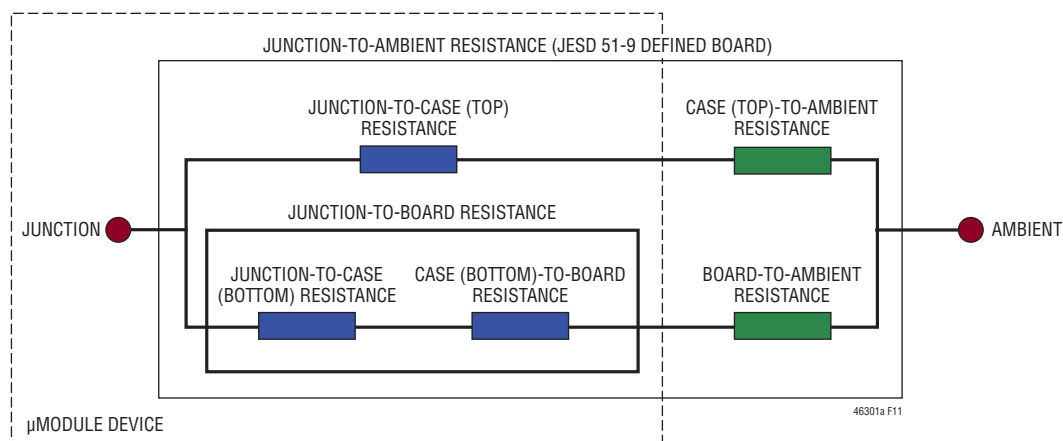 JUNCTION-TO-AMBIENT RESISTANCE (JESD 51-9 DEFINED BOARD)
JUNCTION-TO-CASE (TOP)
RESISTANCE
CASE (TOP)-TO-AMBIENT
RESISTANCE
JUNCTION-TO-BOARD RESISTANCE
JUNCTION
AMBIENT
JUNCTION-TO-CASE
(BOTTOM) RESISTANCE
CASE (BOTTOM)-TO-BOARD
RESISTANCE
BOARD-TO-AMBIENT
RESISTANCE
46301a F11
µMODULE DEVICE